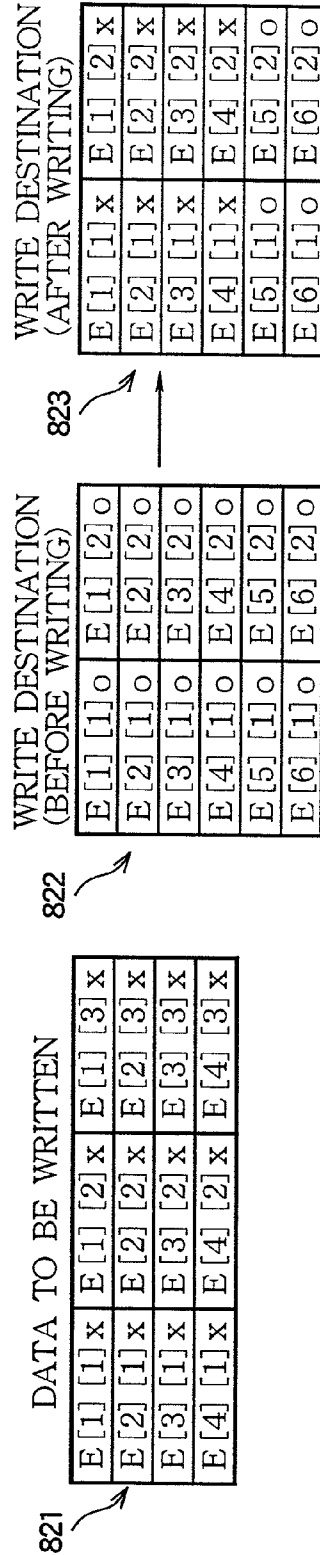 821
DATA TO BE WRITTEN
E[1] [1]x E[1] [2]x E[1] [3]x
E[2] [1]x E[2] [2]x E[2] [3]x
E[3] [1]x E[3] [2]x E[3] [3]x
E[4] [1]x E[4] [2]x E[4] [3]x
822
WRITE DESTINATION
(BEFORE WRITING)
E[1] [1]o E[1] [2]o
E[2] [1]o E[2] [2]o
E[3] [1]o E[3] [2]o
E[4] [1]o E[4] [2]o
E[5] [1]o E[5] [2]o
E[6] [1]o E[6] [2]o
823
WRITE DESTINATION
(AFTER WRITING)
E[1] [1]x E[1] [2]x
E[2] [1]x E[2] [2]x
E[3] [1]x E[3] [2]x
E[4] [1]x E[4] [2]x
E[5] [1]o E[5] [2]o
E[6] [1]o E[6] [2]o